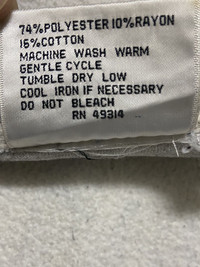 74%POLYESTER 10%RAYON
16%COTTON
MACHINE WASH WARM
GENTLE CYCLE
TUMBLE DRY LOW
COOL IRON IF NECESSARY
DO NOT BLEACH
RN 49314